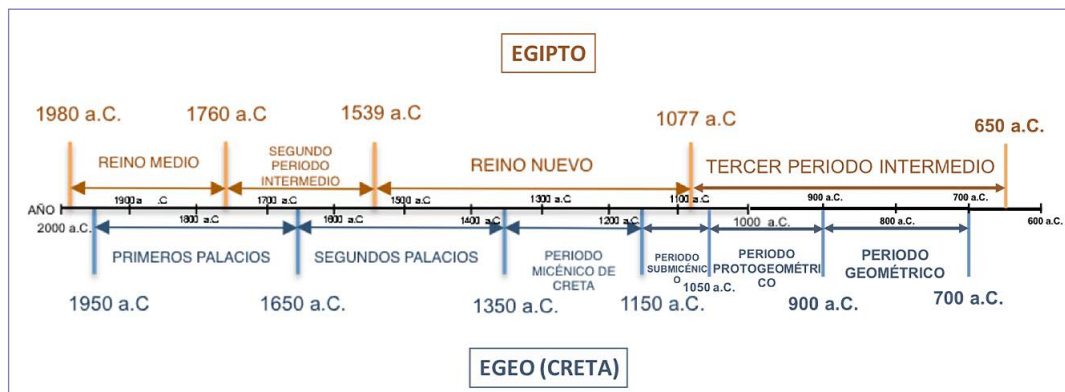 EGIPTO
1980 a.C.
1760 a.C
1539 a.C
1077 a.C
650 a.C.
REINO MEDIO
SEGUNDO
PERIODO
INTERMEDIO
REINO NUEVO
TERCER PERIODO INTERMEDIO
AÑO
2000 a.C.
1900 a .C
1800 a.C.
1700 a.C.
1600 a.C.
1500 a.C
1400 a.C
1300 a.C
1200 a.C.
1100 a.C
1000 a.C.
900 a.C.
800 a.C.
700 a.C.
600 a.C.
PRIMEROS PALACIOS
SEGUNDOS PALACIOS
PERIODO
MICÉNICO DE
CRETA
PERIODO
SUBMICÉNIC
O
PERIODO
PROTOGEOMÉTRI
CO
PERIODO
GEOMÉTRICO
1950 a.C
1650 a.C.
1350 a.C.
1150 a.C.
1050 a.C.
900 a.C.
700 a.C.
EGEO (CRETA)